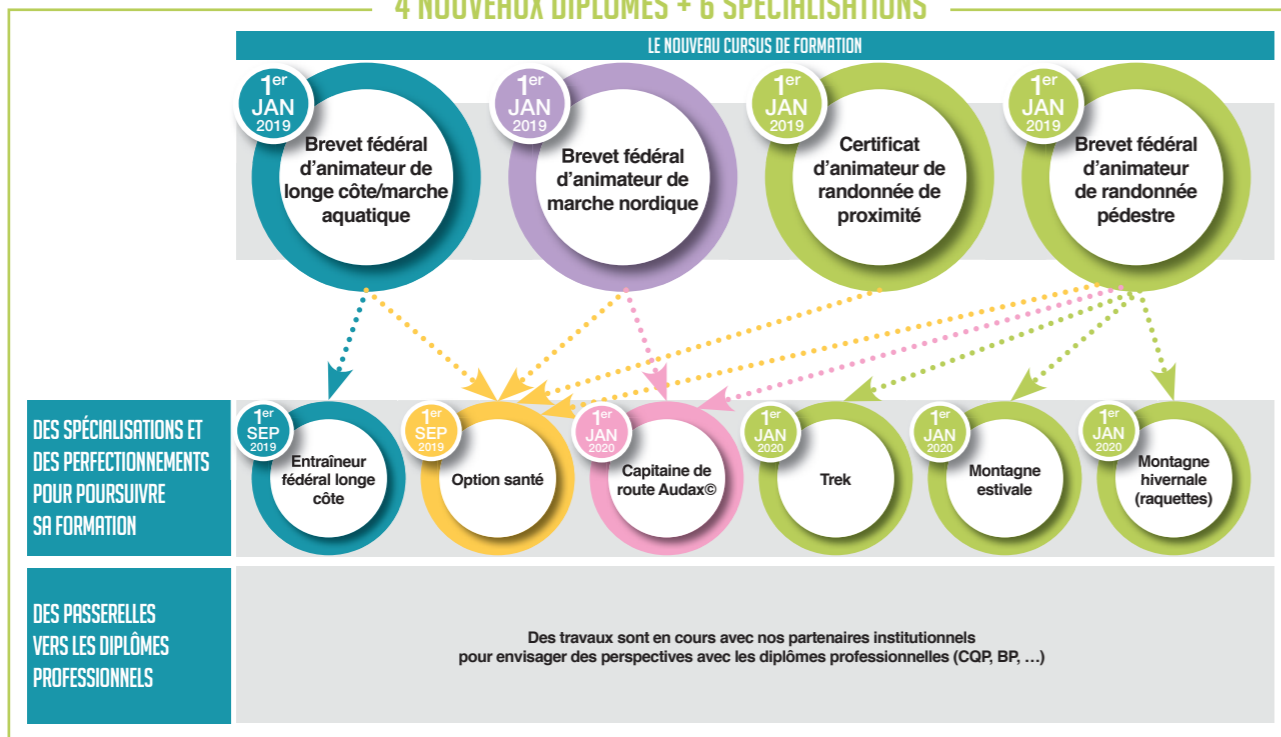 4 NOUVEAUX DIPLÔMES + 6 SPÉCIALISATIONS
LE NOUVEAU CURSUS DE FORMATION
1er
JAN
2019
Brevet fédéral
d'animateur de
longe côte/marche
aquatique
1er
JAN
2019
Brevet fédéral
d'animateur de
marche nordique
1er
JAN
2019
Certificat
d'animateur de
randonnée de
proximité
1er
JAN
2019
Brevet fédéral
d'animateur
de randonnée
pédestre
DES SPÉCIALISATIONS ET
DES PERFECTIONNEMENTS
POUR POURSUIVRE
SA FORMATION
1er
SEP
2019
Entraîneur
fédéral longe
côte
1er
SEP
2019
Option santé
1er
JAN
2020
Capitaine de
route Audax©
1er
JAN
2020
Trek
1er
JAN
2020
Montagne
estivale
1er
JAN
2020
Montagne
hivernale
(raquettes)
DES PASSERELLES
VERS LES DIPLÔMES
PROFESSIONNELS
Des travaux sont en cours avec nos partenaires institutionnels
pour envisager des perspectives avec les diplômes professionnelles (CQP, BP, …)